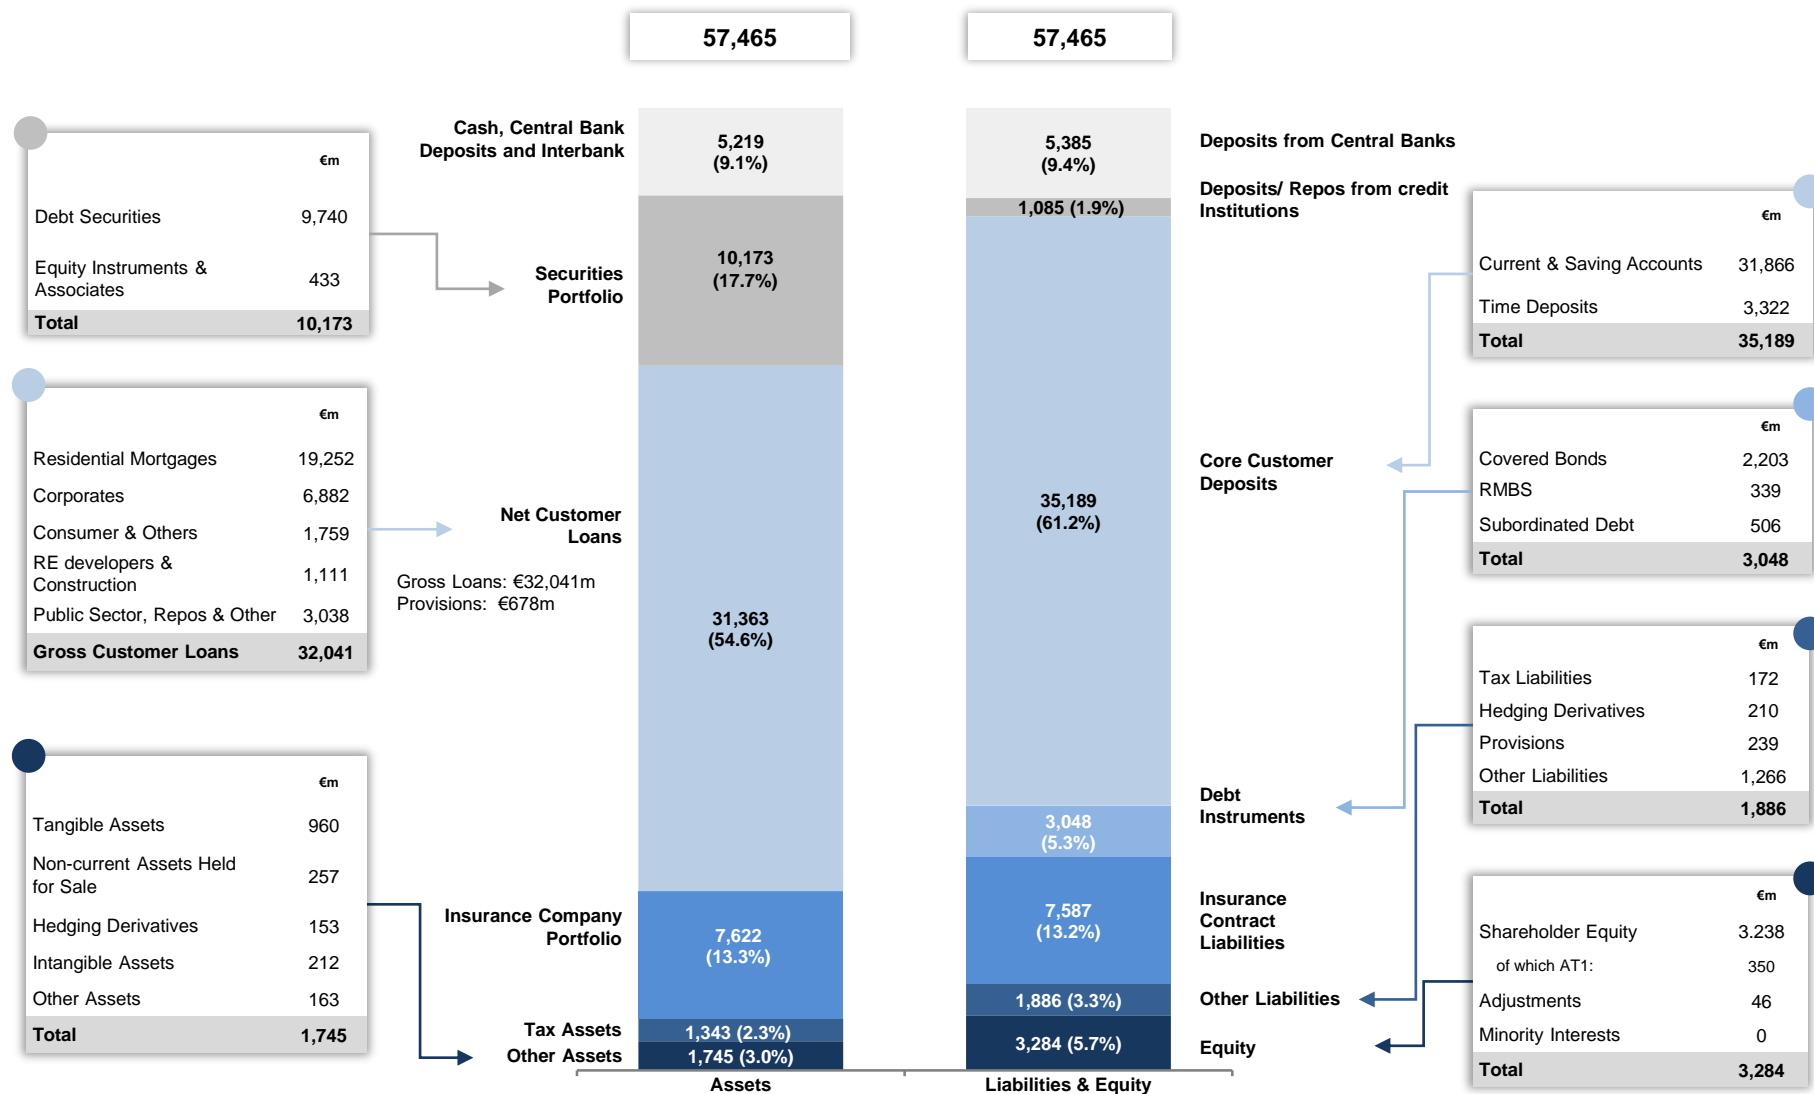 57,465
57,465
€m
Debt Securities 9,740
Equity Instruments &
Associates 433
Total 10,173
€m
Residential Mortgages 19,252
Corporates 6,882
Consumer & Others 1,759
RE developers &
Construction 1,111
Public Sector, Repos & Other 3,038
Gross Customer Loans 32,041
€m
Tangible Assets 960
Non-current Assets Held
for Sale 257
Hedging Derivatives 153
Intangible Assets 212
Other Assets 163
Total 1,745
Cash, Central Bank
Deposits and Interbank
Securities
Portfolio
Net Customer
Loans
Gross Loans: €32,041m
Provisions: €678m
Insurance Company
Portfolio
Tax Assets
Other Assets
5,219
(9.1%)
10,173
(17.7%)
31,363
(54.6%)
7,622
(13.3%)
1,343 (2.3%)
1,745 (3.0%)
Assets
5,385
(9.4%)
1,085 (1.9%)
35,189
(61.2%)
3,048
(5.3%)
7,587
(13.2%)
1,886 (3.3%)
3,284 (5.7%)
Liabilities & Equity
Deposits from Central Banks
Deposits/ Repos from credit
Institutions
Core Customer
Deposits
Debt
Instruments
Insurance
Contract
Liabilities
Other Liabilities
Equity
€m
Current & Saving Accounts 31,866
Time Deposits 3,322
Total 35,189
€m
Covered Bonds 2,203
RMBS 339
Subordinated Debt 506
Total 3,048
€m
Tax Liabilities 172
Hedging Derivatives 210
Provisions 239
Other Liabilities 1,266
Total 1,886
€m
Shareholder Equity 3.238
of which AT1: 350
Adjustments 46
Minority Interests 0
Total 3,284